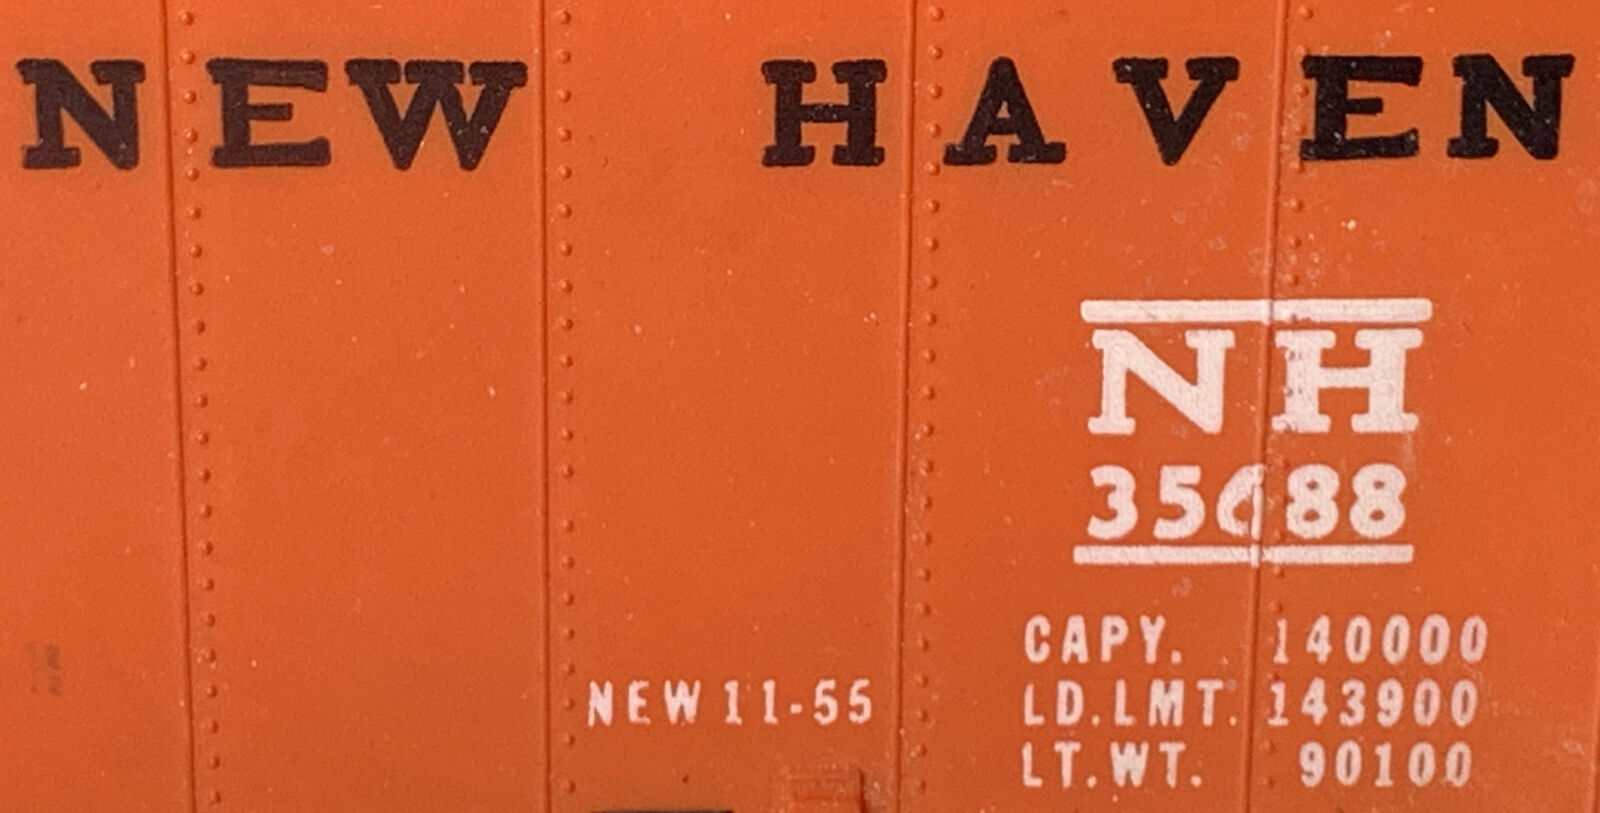 NEW HAVEN
NH
35688
CAPY. 140000
LD.LMT. 143900
LT.WT. 90100
NEW 11-55